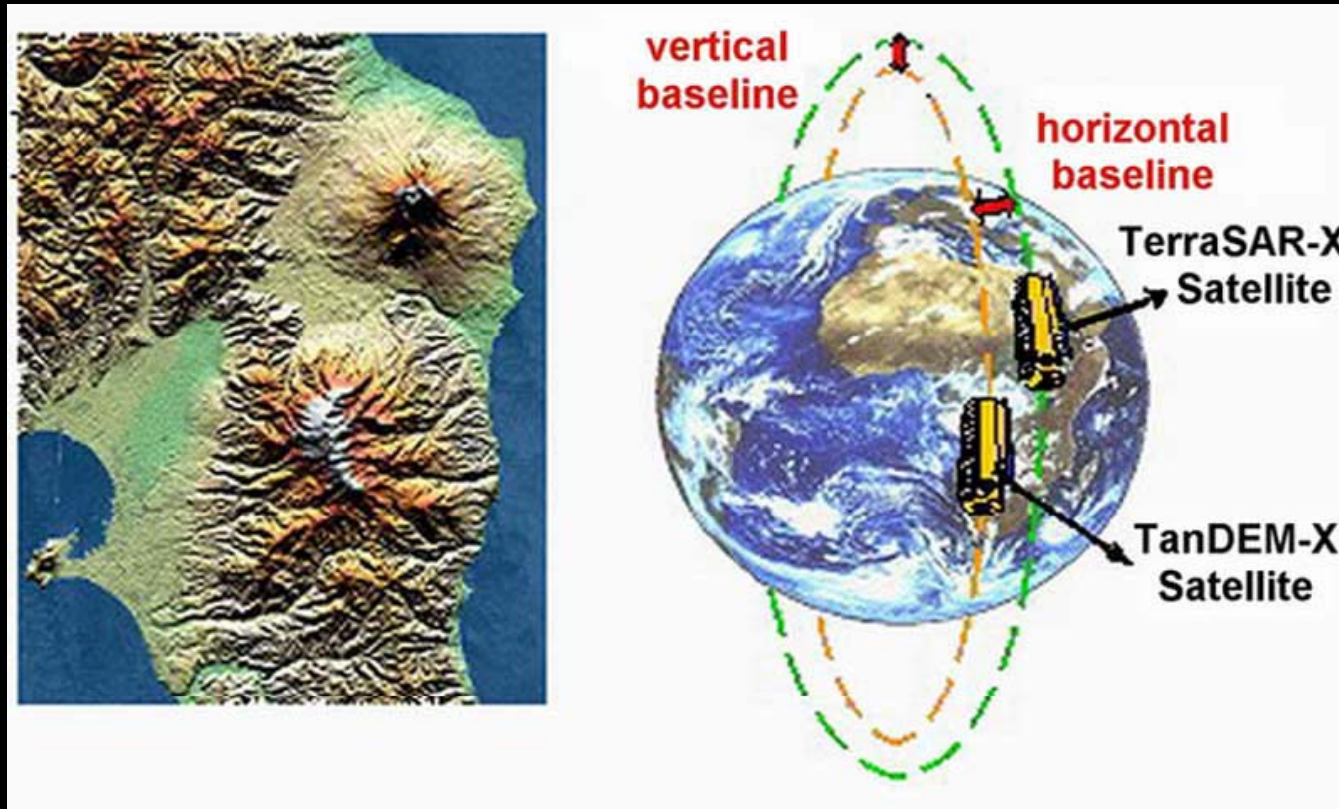 vertical
baseline
horizontal
baseline
TerraSAR-X
Satellite
TanDEM-X
Satellite